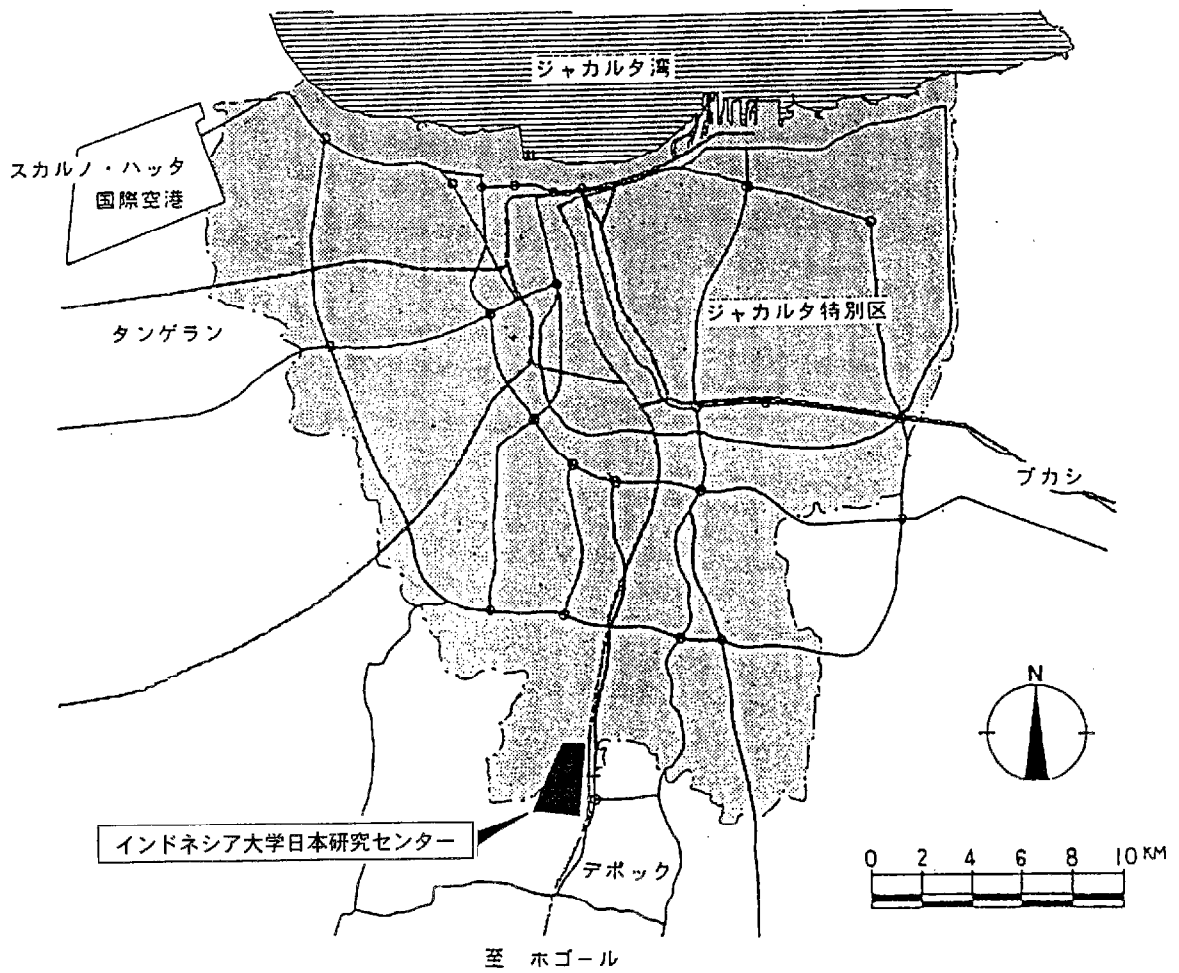 ジャカルタ湾
スカルノ・ハッタ
国際空港
ジャカルタ特別区
タンゲラン
ブカシ
N
インドネシア大学日本研究センター
0 2 4 6 8 10 KM
デポック
至 ホゴール